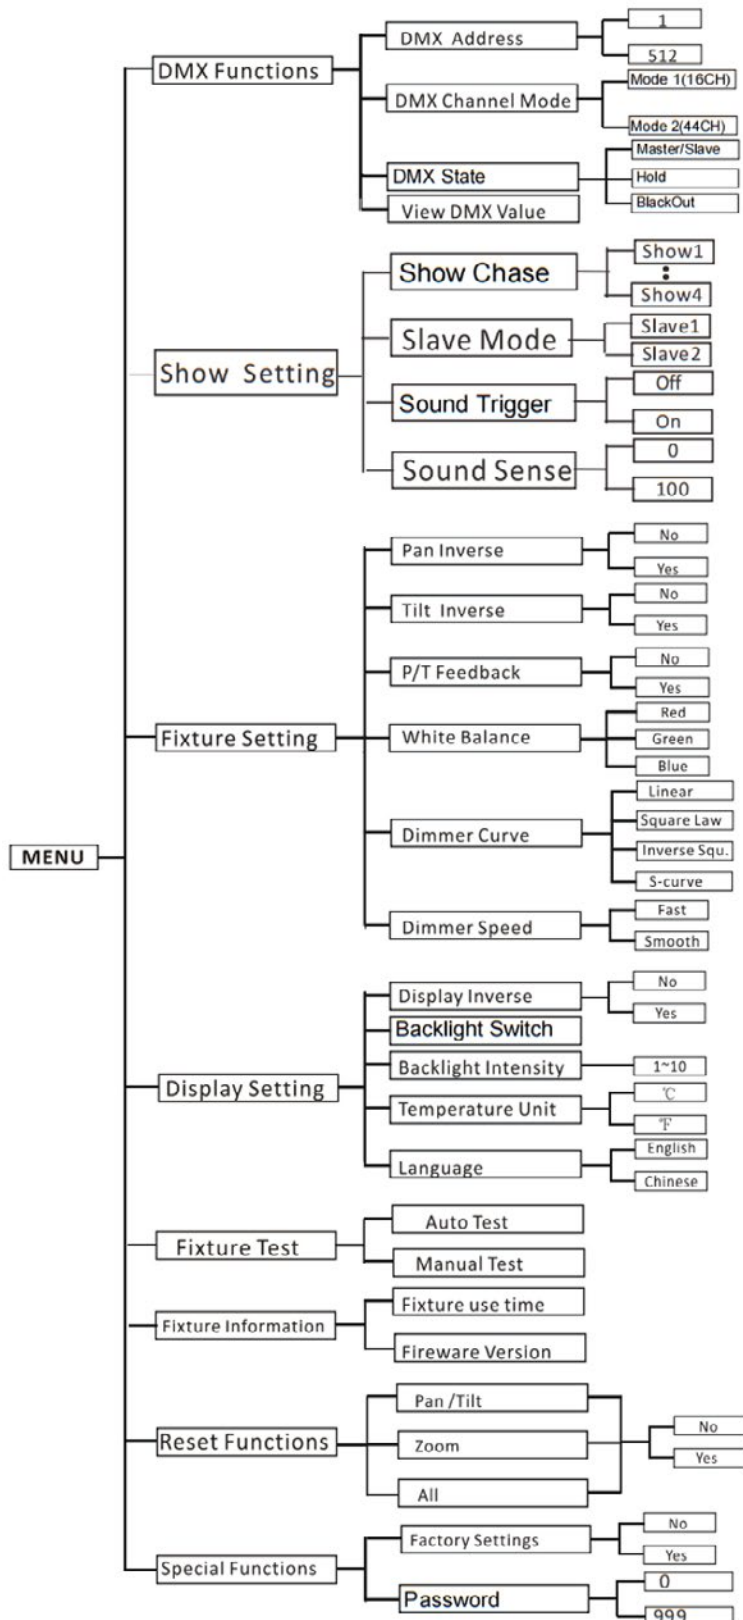 MENU
DMX Functions
DMX Address
1
512
DMX Channel Mode
Mode 1(16CH)
Mode 2(44CH)
DMX State
Master/Slave
Hold
BlackOut
View DMX Value
Show Setting
Show Chase
Show1
Show4
Slave Mode
Slave1
Slave2
Sound Trigger
Off
On
Sound Sense
0
100
Fixture Setting
Pan Inverse
No
Yes
Tilt Inverse
No
Yes
P/T Feedback
No
Yes
White Balance
Red
Green
Blue
Dimmer Curve
Linear
Square Law
Inverse Squ.
S-curve
Dimmer Speed
Fast
Smooth
Display Setting
Display Inverse
No
Yes
Backlight Switch
Backlight Intensity
1~10
Temperature Unit
℃
℉
Language
English
Chinese
Fixture Test
Auto Test
Manual Test
Fixture Information
Fixture use time
Fireware Version
Reset Functions
Pan /Tilt
Zoom
All
No
Yes
Special Functions
Factory Settings
No
Yes
Password
0
999